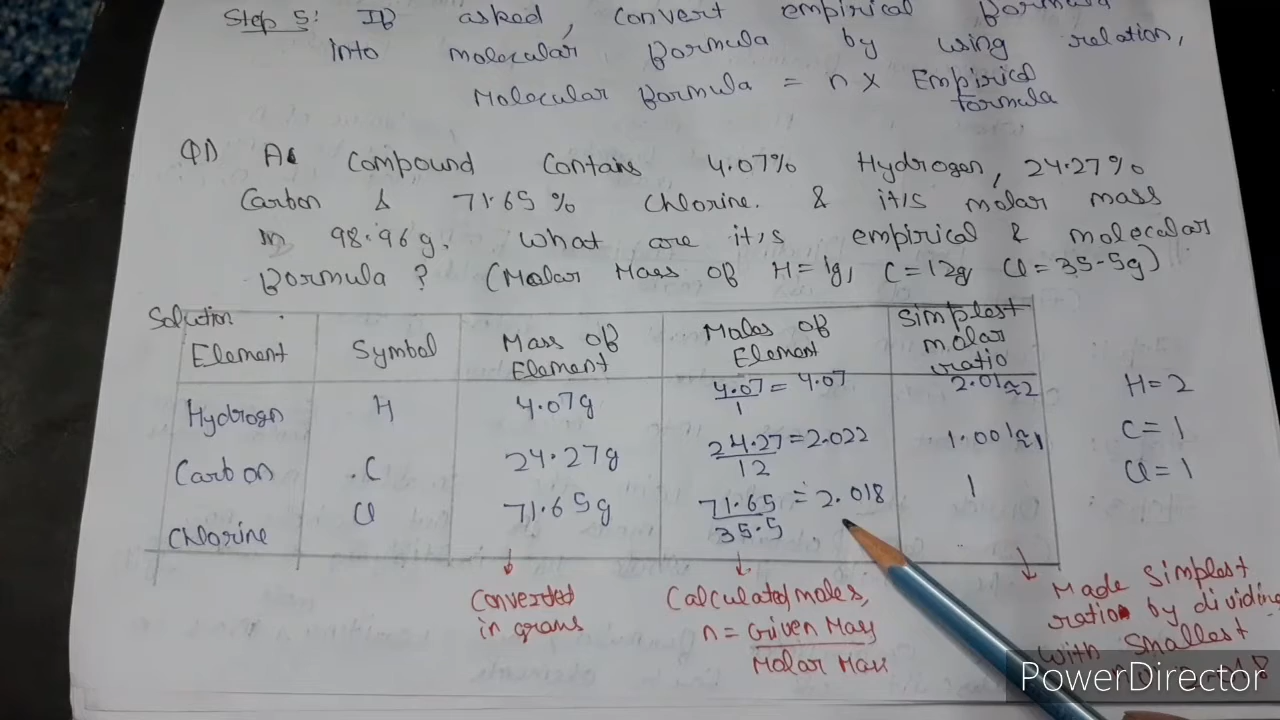 Step 5: If asked, convert empirical formula
into molecular formula by using relation,
Molecular formula = n X Empirical
formula
Q1) A compound contains 4.07% Hydrogen, 24.27%
Carbon & 71.65% Chlorine. & it's molar mass
is 98.96g. What are it's empirical & molecular
formula? (Molar Mass of H=1g, C=12g Cl=35.5g)
Solution
Element Symbol Mass of Element Moles of Element Simplest molar ratio
Hydrogn H 4.07g 4.07/1 = 4.07 2.01≈2 H=2
Carbon C 24.27g 24.27/12 = 2.022 1.001≈1 C=1
Chlorine Cl 71.65g 71.65/35.5 = 2.018 1 Cl=1
Converted
in grams
Calculated moles,
n = Given Mass/Molar Mass
Made Simplest
ratio by dividing
with smallest
PowerDirector